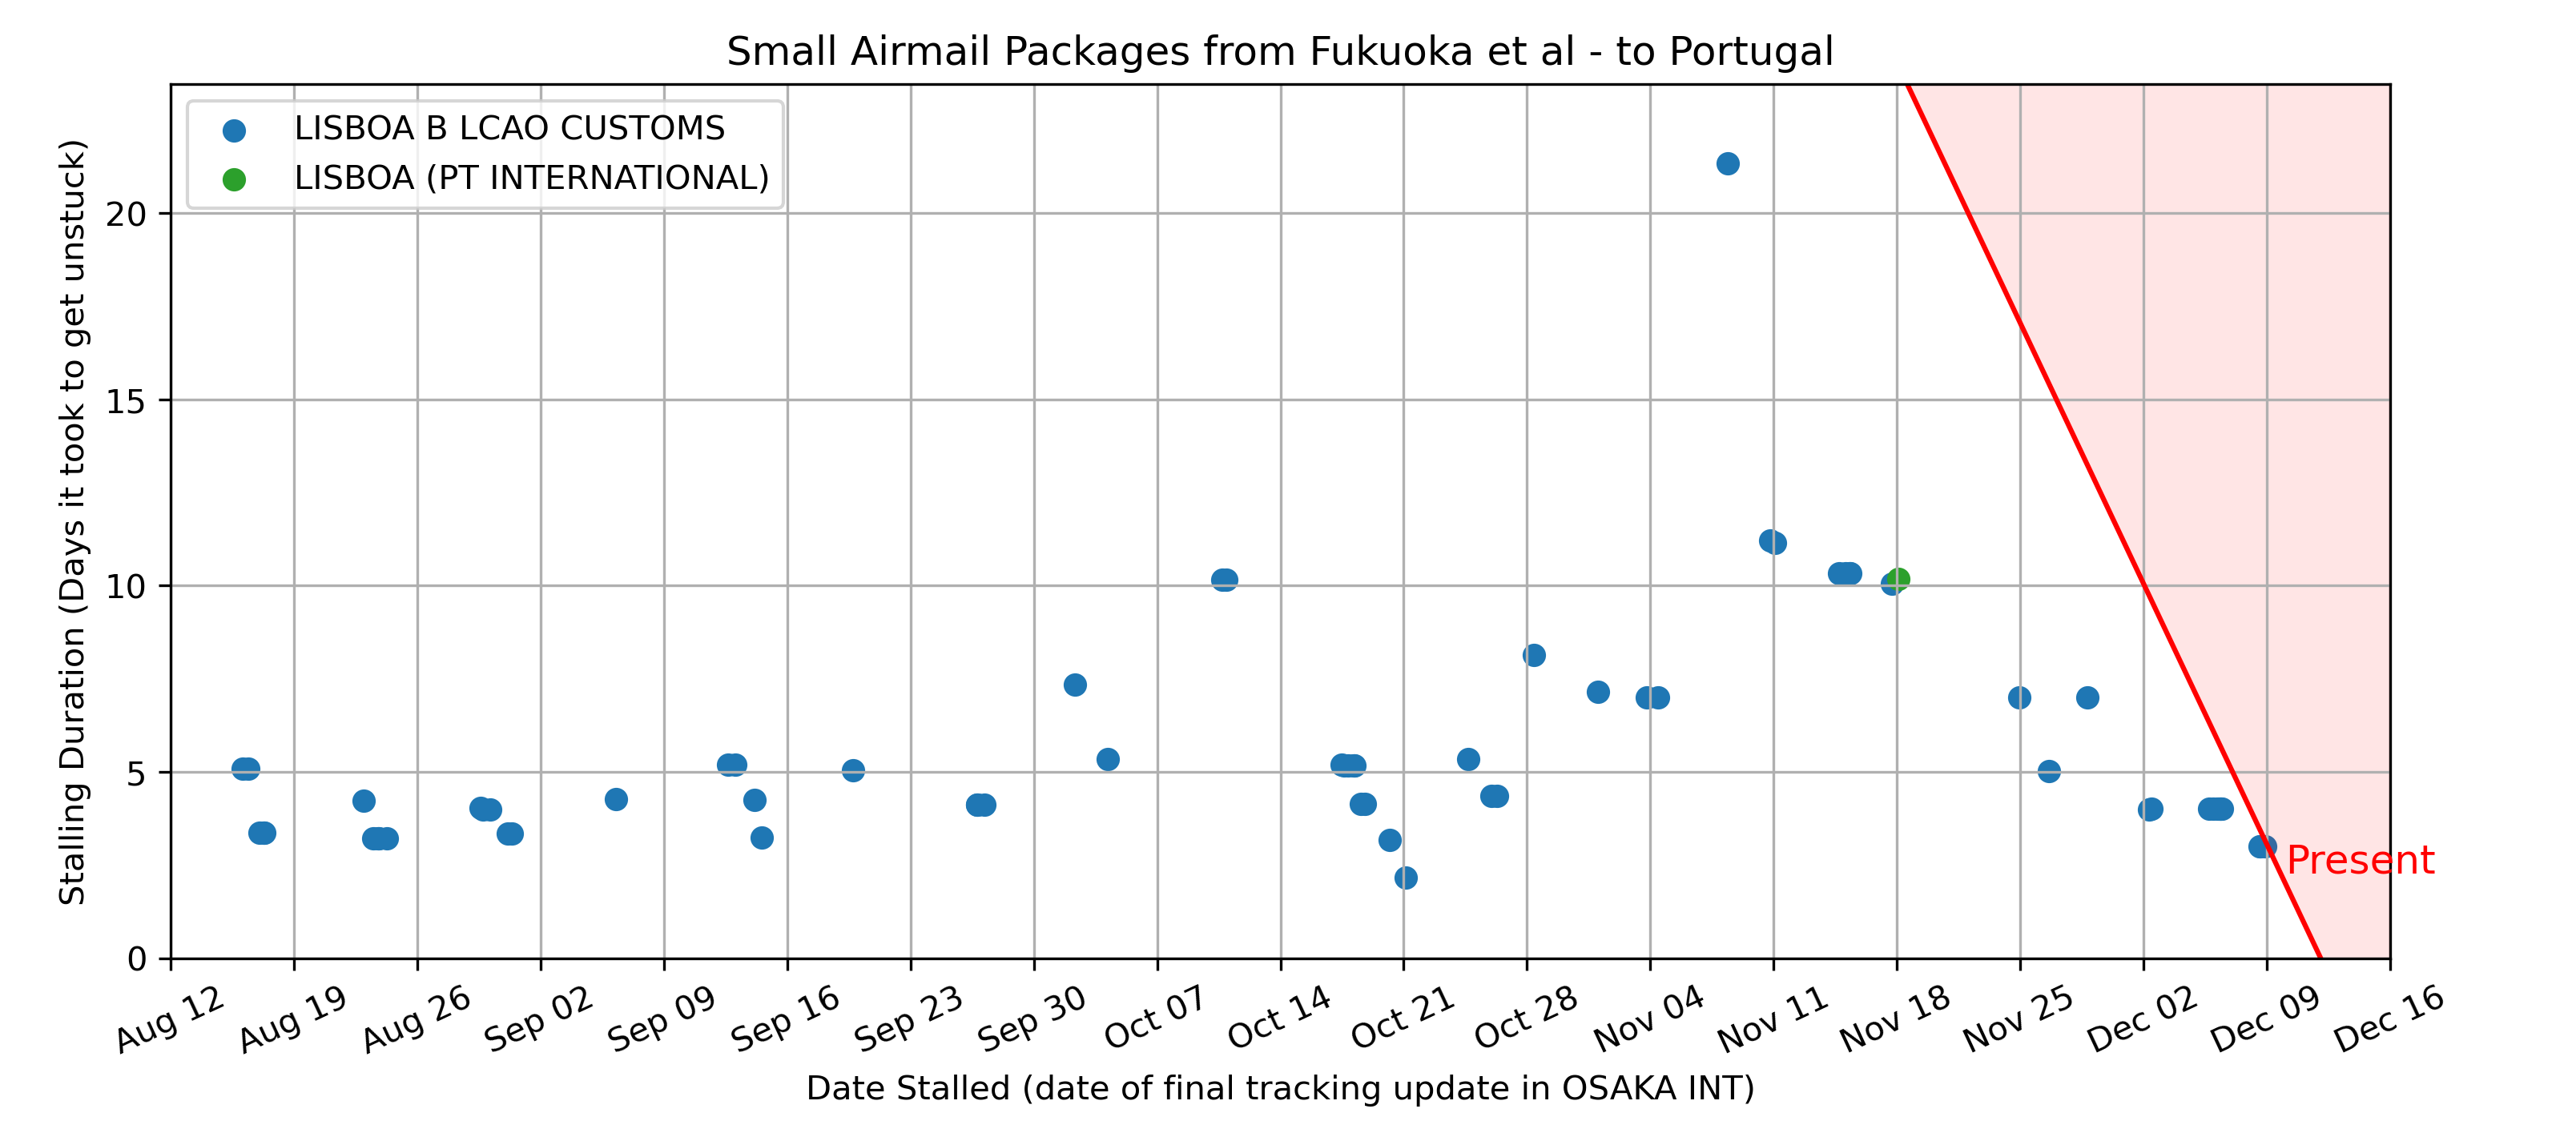 Small Airmail Packages from Fukuoka et al - to Portugal
LISBOA B LCAO CUSTOMS
LISBOA (PT INTERNATIONAL)
Stalling Duration (Days it took to get unstuck)
20
15
10
5
0
Present
Aug 12
Aug 19
Aug 26
Sep 02
Sep 09
Sep 16
Sep 23
Sep 30
Oct 07
Oct 14
Oct 21
Oct 28
Nov 04
Nov 11
Nov 18
Nov 25
Dec 02
Dec 09
Dec 16
Date Stalled (date of final tracking update in OSAKA INT)